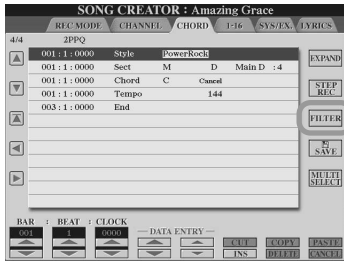 SONG CREATOR : Amazing Grace
REC MODE CHANNEL CHORD 1-16 SYS/EX. LYRICS
4/4 2PPQ
001 : 1 : 0000 Style PowerRock
001 : 1 : 0000 Sect M D Main D : 4
001 : 1 : 0000 Chord C Cancel
001 : 1 : 0000 Tempo 144
003 : 1 : 0000 End
EXPAND
STEP
REC
FILTER
SAVE
MULTI
SELECT
BAR : BEAT : CLOCK
001 1 0000
DATA ENTRY
CUT COPY PASTE
INS DELETE CANCEL